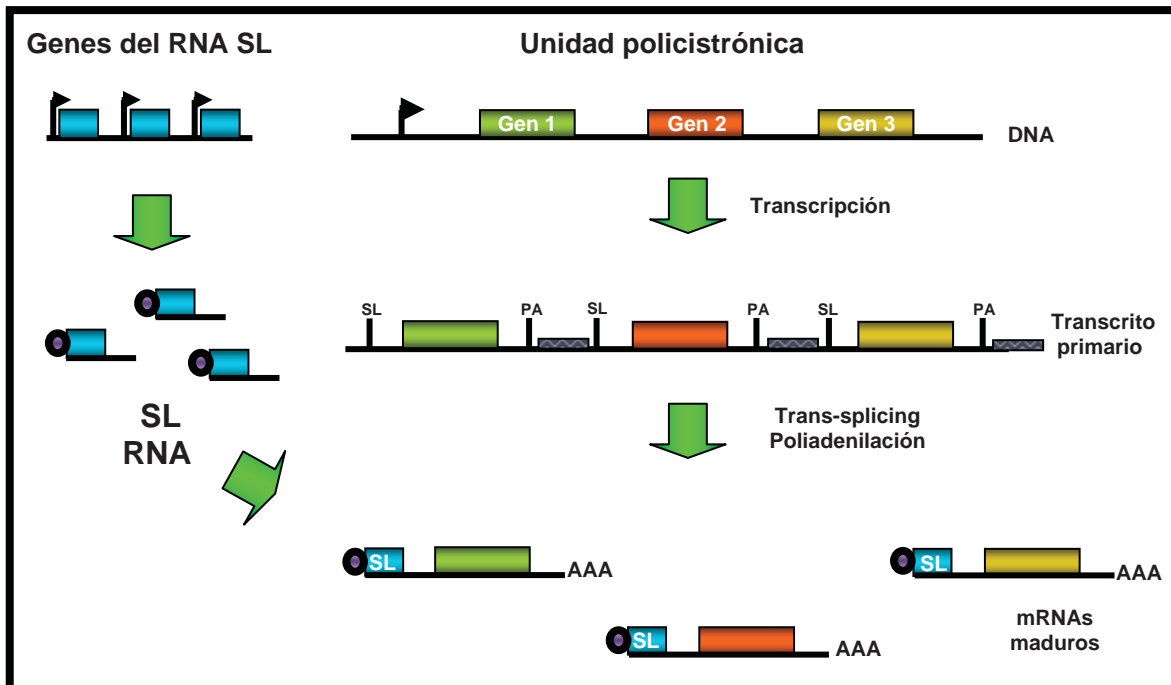 Genes del RNA SL
Unidad policistrónica
Gen 1
Gen 2
Gen 3
DNA
Transcripción
SL
PA
SL
PA
SL
PA
Transcrito
primario
SL
RNA
Trans-splicing
Poliadenilación
SL
AAA
SL
AAA
SL
AAA
mRNAs
maduros